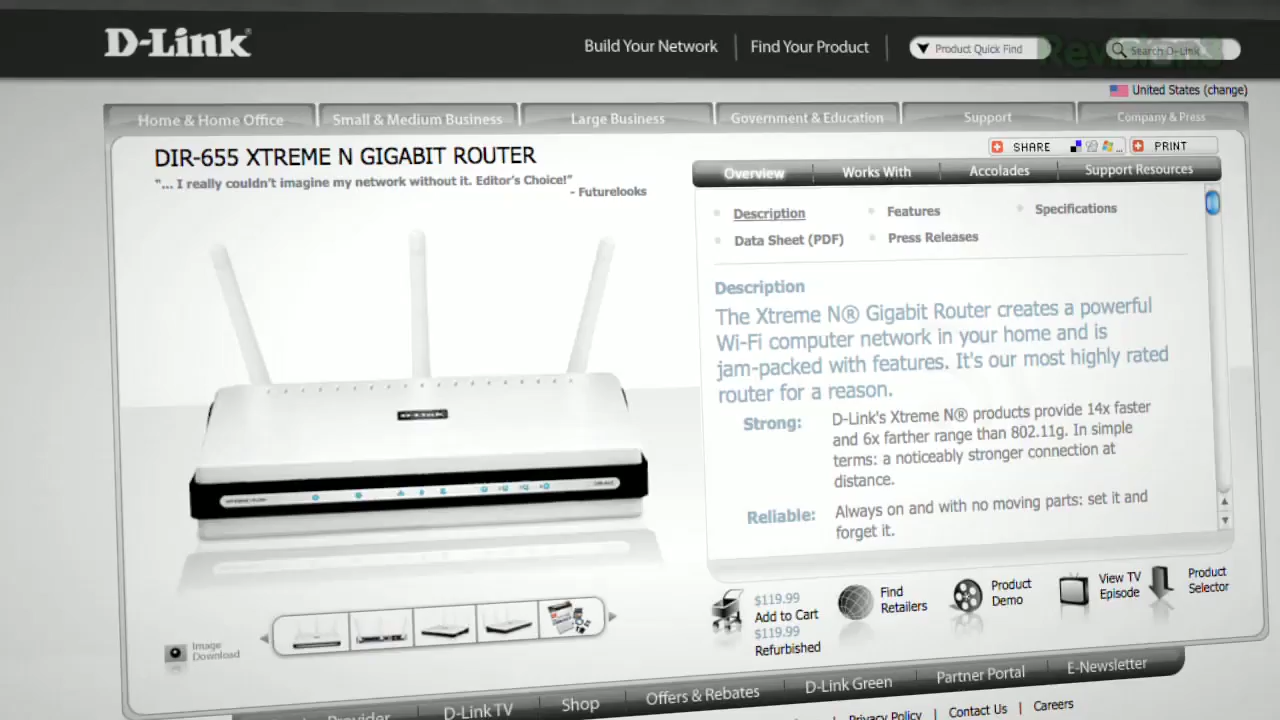 D-Link
Build Your Network
Find Your Product
Product Quick Find
Search D-Link
United States (change)
Home & Home Office
Small & Medium Business
Large Business
Government & Education
Support
Company & Press
DIR-655 XTREME N GIGABIT ROUTER
"... I really couldn't imagine my network without it. Editor's Choice!"
- Futurelooks
SHARE
PRINT
Overview
Works With
Accolades
Support Resources
Description
Features
Specifications
Data Sheet (PDF)
Press Releases
Description
The Xtreme N® Gigabit Router creates a powerful
Wi-Fi computer network in your home and is
jam-packed with features. It's our most highly rated
router for a reason.
Strong:
D-Link's Xtreme N® products provide 14x faster
and 6x farther range than 802.11g. In simple
terms: a noticeably stronger connection at
distance.
Reliable:
Always on and with no moving parts: set it and
forget it.
D-Link
Image
Download
$119.99
Add to Cart
$119.99
Refurbished
Find
Retailers
Product
Demo
View TV
Episode
Product
Selector
Provider
D-Link TV
Shop
Offers & Rebates
D-Link Green
Partner Portal
E-Newsletter
Privacy Policy
Contact Us
Careers